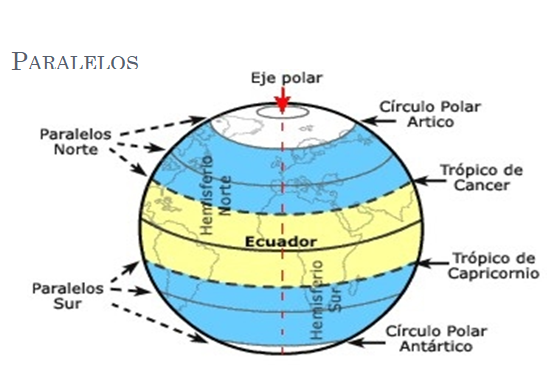 PARALELOS
Eje polar
Círculo Polar
Artico
Paralelos
Norte
Trópico de
Cancer
Hemisferio
Norte
Ecuador
Trópico de
Capricornio
Paralelos
Sur
Hemisferio
Sur
Círculo Polar
Antártico